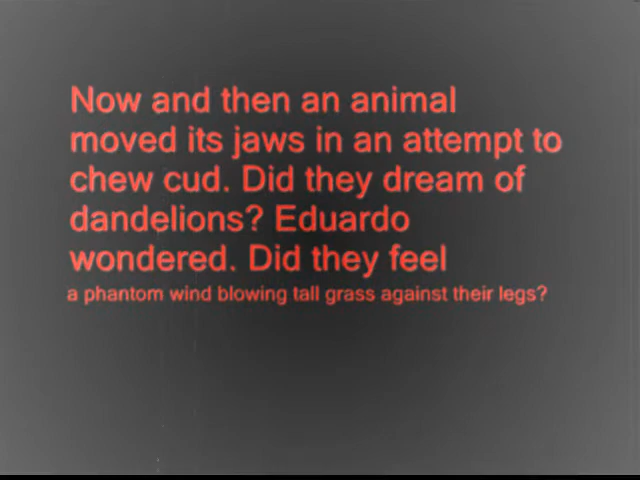 Now and then an animal
moved its jaws in an attempt to
chew cud. Did they dream of
dandelions? Eduardo
wondered. Did they feel
a phantom wind blowing tall grass against their legs?